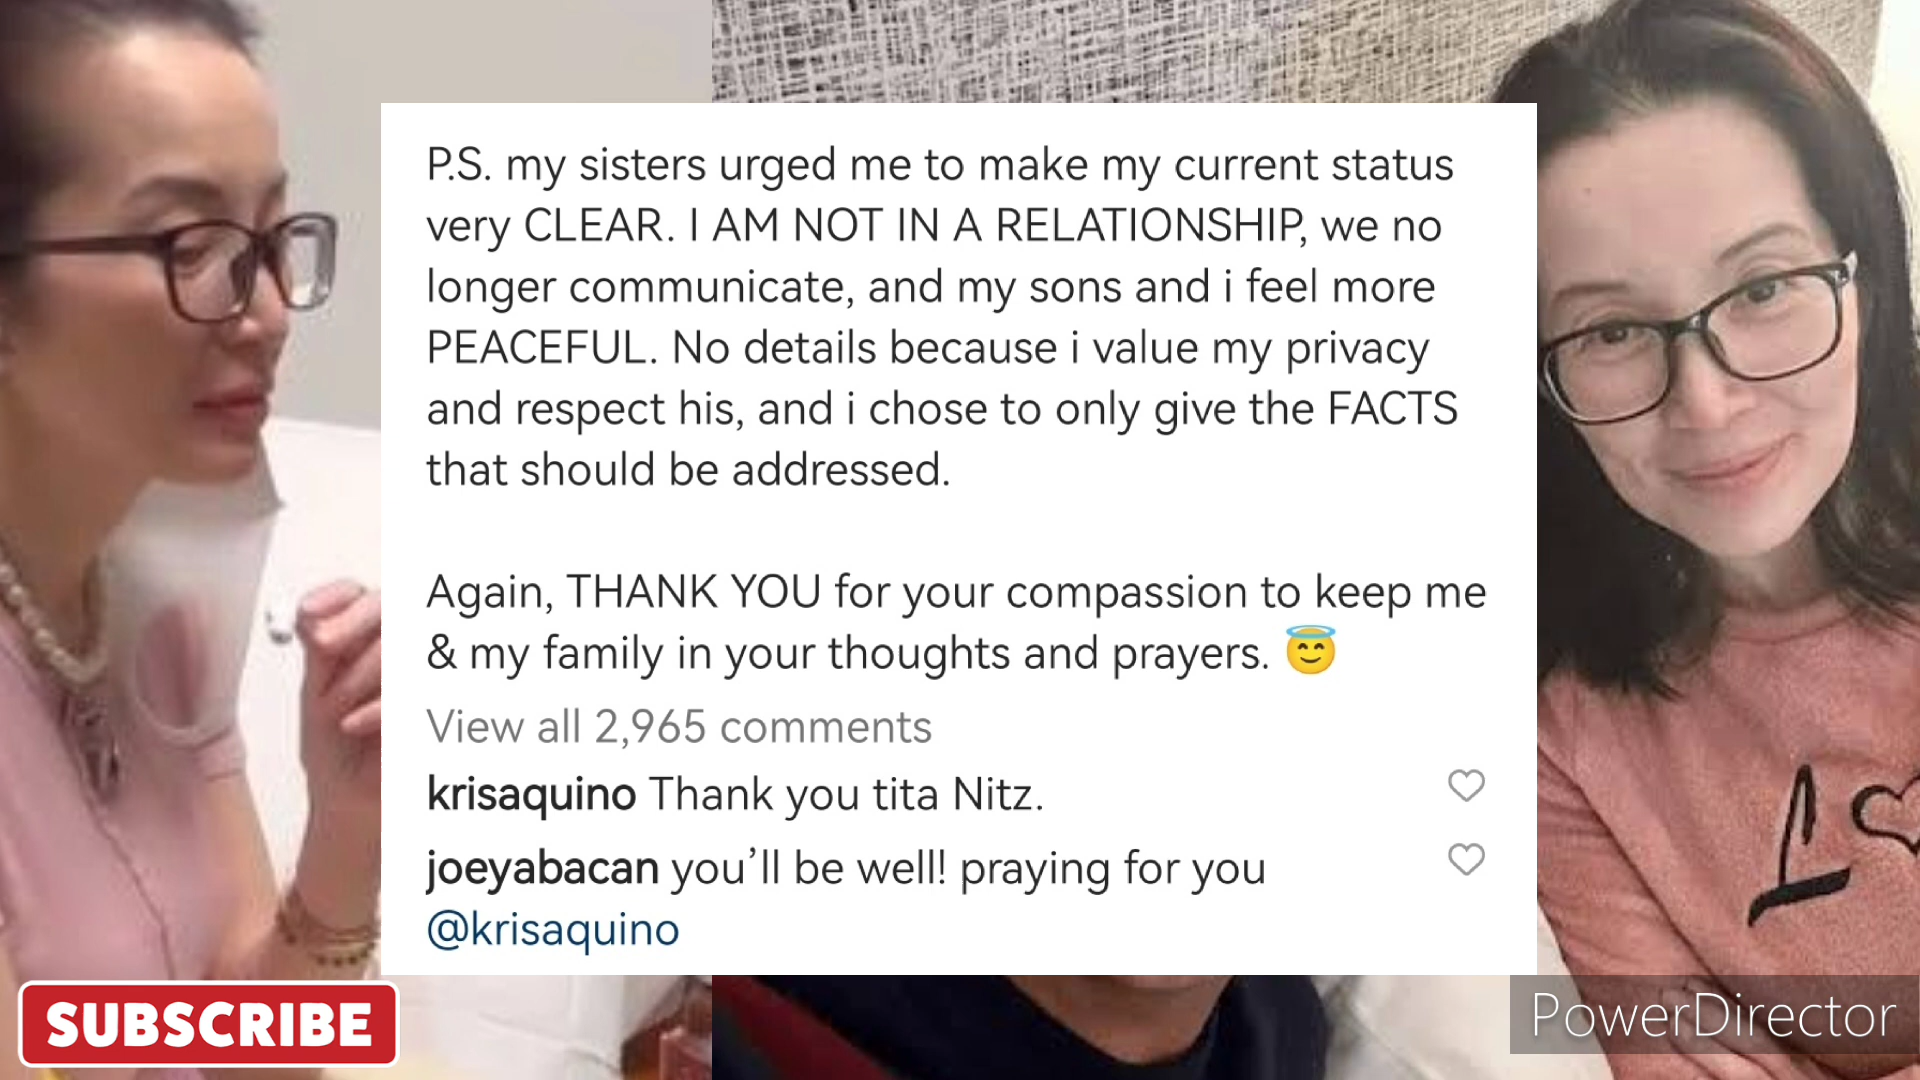 P.S. my sisters urged me to make my current status
very CLEAR. I AM NOT IN A RELATIONSHIP, we no
longer communicate, and my sons and i feel more
PEACEFUL. No details because i value my privacy
and respect his, and i chose to only give the FACTS
that should be addressed.
Again, THANK YOU for your compassion to keep me
& my family in your thoughts and prayers. 😇
View all 2,965 comments
krisaquino Thank you tita Nitz.
joeyabacan you’ll be well! praying for you
@krisaquino
SUBSCRIBE
PowerDirector